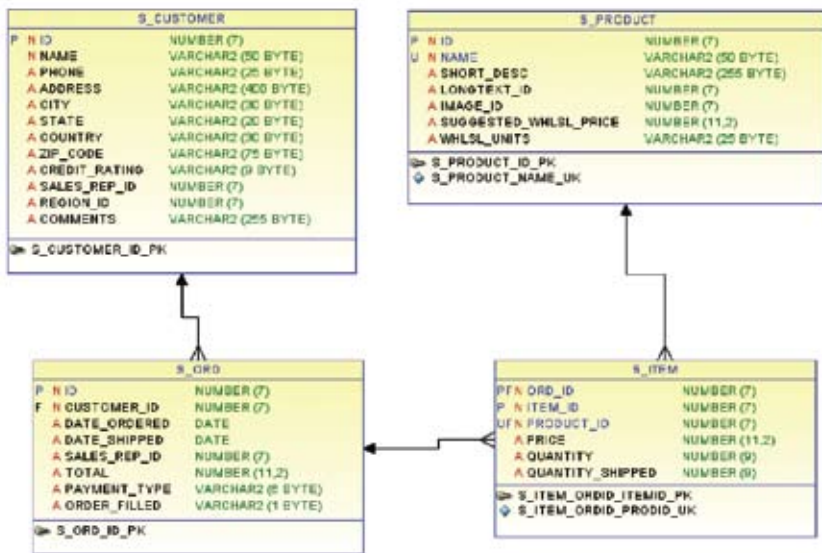 S_CUSTOMER
P N ID NUMBER (7)
N NAME VARCHAR2 (50 BYTE)
A PHONE VARCHAR2 (25 BYTE)
A ADDRESS VARCHAR2 (400 BYTE)
A CITY VARCHAR2 (30 BYTE)
A STATE VARCHAR2 (20 BYTE)
A COUNTRY VARCHAR2 (30 BYTE)
A ZIP_CODE VARCHAR2 (75 BYTE)
A CREDIT_RATING VARCHAR2 (9 BYTE)
A SALES_REP_ID NUMBER (7)
A REGION_ID NUMBER (7)
A COMMENTS VARCHAR2 (255 BYTE)
S_CUSTOMER_ID_PK
S_PRODUCT
P N ID NUMBER (7)
U N NAME VARCHAR2 (50 BYTE)
A SHORT_DESC VARCHAR2 (255 BYTE)
A LONGTEXT_ID NUMBER (7)
A IMAGE_ID NUMBER (7)
A SUGGESTED_WHLSL_PRICE NUMBER (11,2)
A WHLSL_UNITS VARCHAR2 (25 BYTE)
S_PRODUCT_ID_PK
S_PRODUCT_NAME_UK
S_ORD
P N ID NUMBER (7)
F N CUSTOMER_ID NUMBER (7)
A DATE_ORDERED DATE
A DATE_SHIPPED DATE
A SALES_REP_ID NUMBER (7)
A TOTAL NUMBER (11,2)
A PAYMENT_TYPE VARCHAR2 (6 BYTE)
A ORDER_FILLED VARCHAR2 (1 BYTE)
S_ORD_ID_PK
S_ITEM
PF N ORD_ID NUMBER (7)
P N ITEM_ID NUMBER (7)
UF N PRODUCT_ID NUMBER (7)
A PRICE NUMBER (11,2)
A QUANTITY NUMBER (9)
A QUANTITY_SHIPPED NUMBER (9)
S_ITEM_ORDID_ITEMID_PK
S_ITEM_ORDID_PRODID_UK